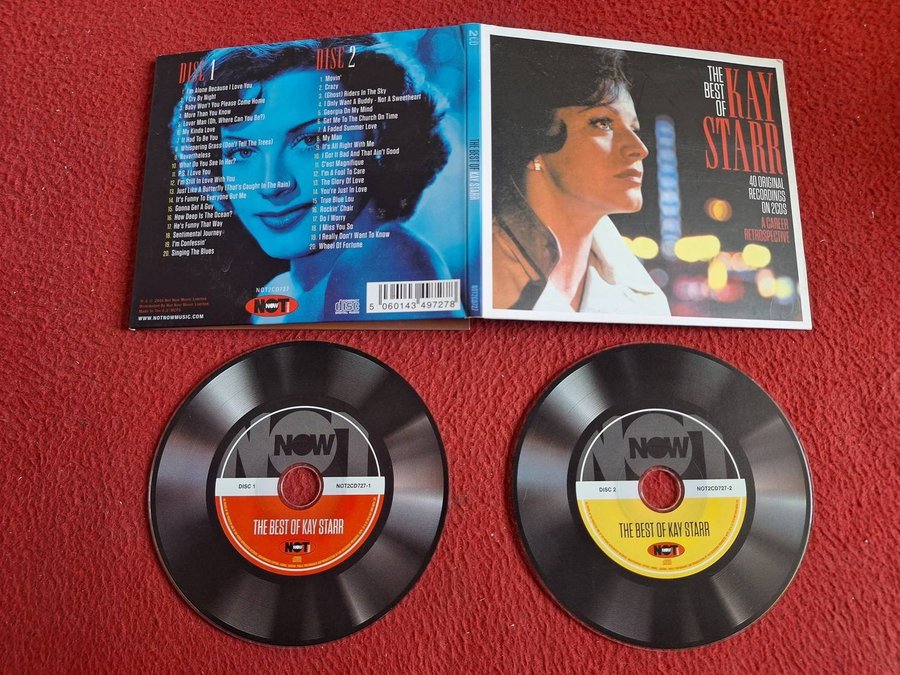 DISC 1
1. I'm Alone Because I Love You
2. I Cry By Night
3. Baby Won't You Please Come Home
4. More Than You Know
5. Lover Man (Oh, Where Can You Be?)
6. My Kinda Love
7. It Had To Be You
8. Whispering Grass (Don't Tell The Trees)
9. Nevertheless
10. What Do You See In Her?
11. P.S. I Love You
12. I'm Still In Love With You
13. Just Like A Butterfly (That's Caught In The Rain)
14. It's Funny To Everyone But Me
15. Gonna Get A Guy
16. How Deep Is The Ocean?
17. He's Funny That Way
18. Sentimental Journey
19. I'm Confessin'
20. Singing The Blues
DISC 2
1. Movin'
2. Crazy
3. (Ghost) Riders In The Sky
4. I Only Want A Buddy - Not A Sweetheart
5. Georgia On My Mind
6. Get Me To The Church On Time
7. A Faded Summer Love
8. My Man
9. It's All Right With Me
10. I Got It Bad And That Ain't Good
11. C'est Magnifique
12. I'm A Fool To Care
13. The Glory Of Love
14. You're Just In Love
15. True Blue Lou
16. Rockin' Chair
17. Do I Worry
18. I Miss You So
19. I Really Don't Want To Know
20. Wheel Of Fortune
WWW.NOTNOWMUSIC.COM
NOT2CD727
NOT NOW
COMPACT disc DIGITAL AUDIO
5 060143 497278
2CD
THE BEST OF KAY STARR
NOT2CD727
THE
BEST
OF
KAY
STARR
40 ORIGINAL
RECORDINGS
ON 2CDS
A CAREER
RETROSPECTIVE
NOT
NOW
DISC 1
NOT2CD727-1
THE BEST OF KAY STARR
NOT NOW
NOT
NOW
DISC 2
NOT2CD727-2
THE BEST OF KAY STARR
NOT NOW